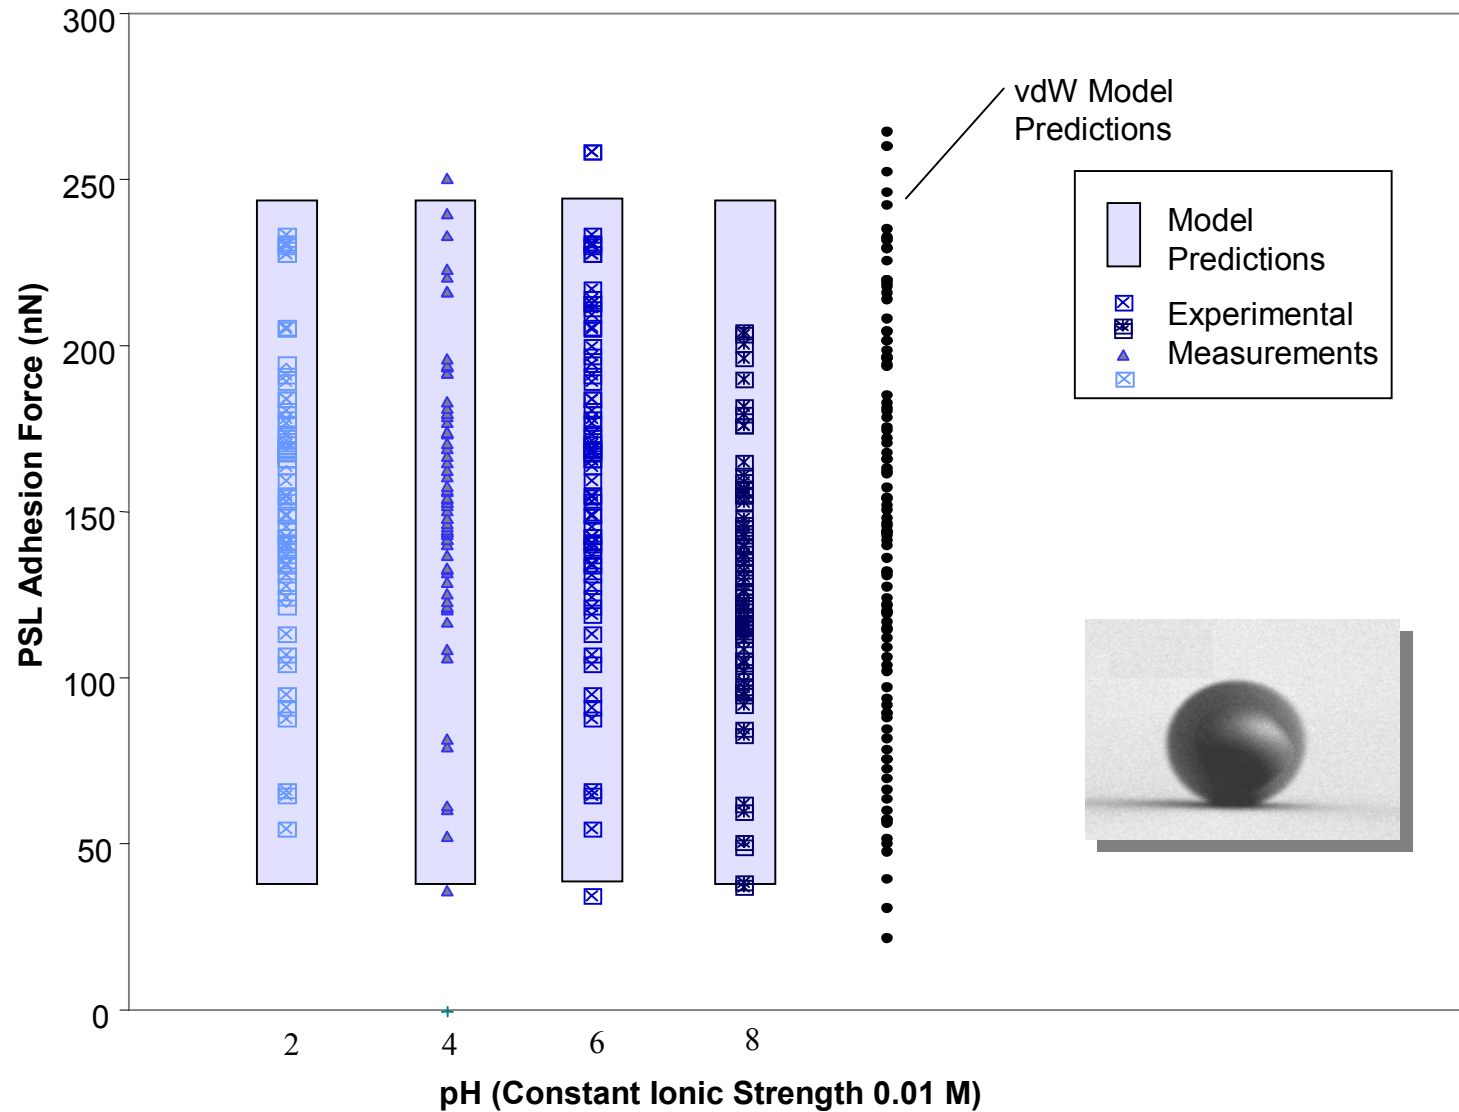 300
250
200
150
100
50
0
PSL Adhesion Force (nN)
vdW Model
Predictions
Model
Predictions
Experimental
Measurements
2 4 6 8
pH (Constant Ionic Strength 0.01 M)